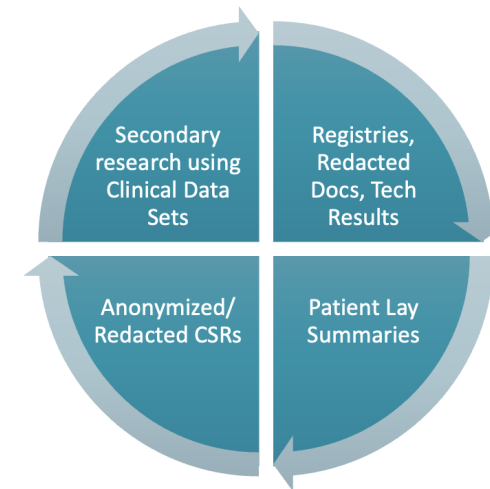 Secondary
research using
Clinical Data
Sets
Registries,
Redacted
Docs, Tech
Results
Anonymized/
Redacted CSRs
Patient Lay
Summaries